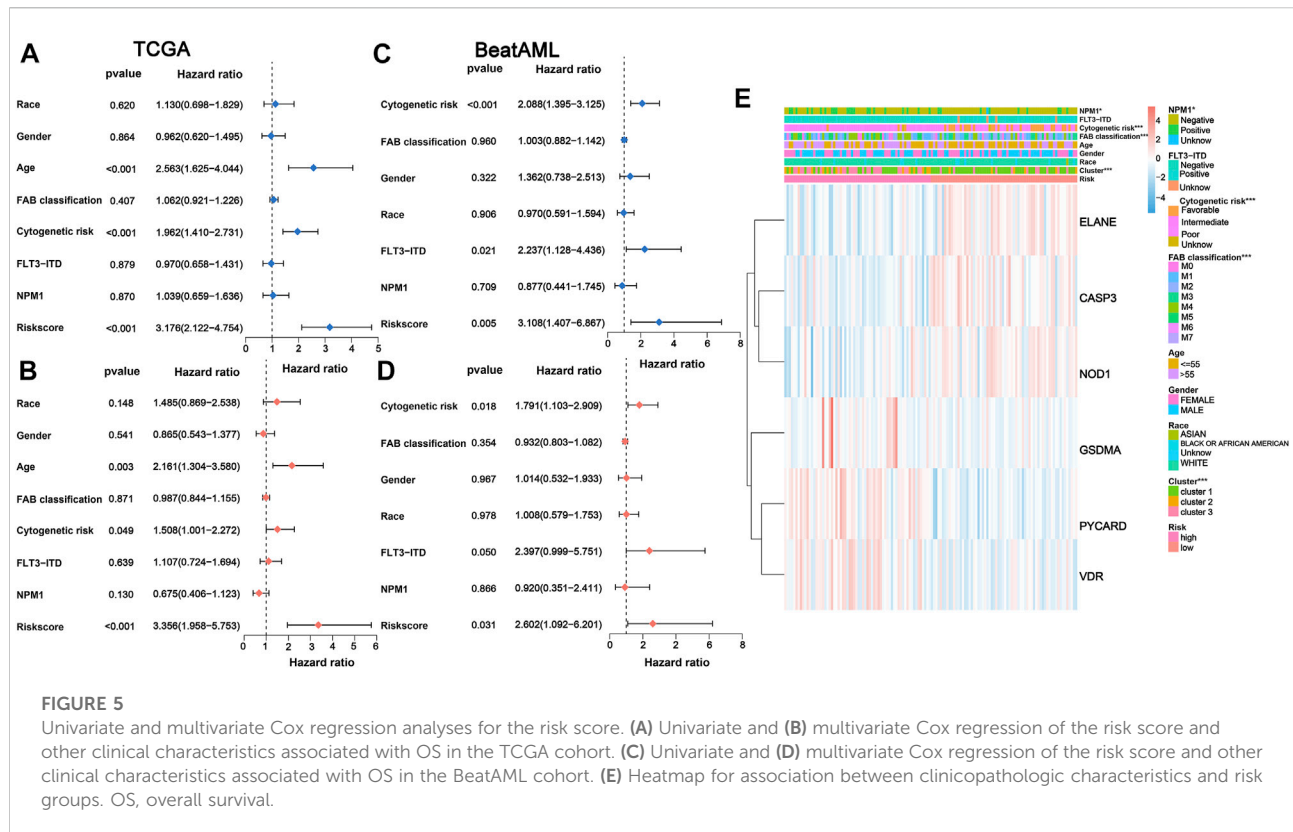 A
TCGA
pvalue Hazard ratio
Race 0.620 1.130(0.698−1.829)
Gender 0.864 0.962(0.620−1.495)
Age <0.001 2.563(1.625−4.044)
FAB classification 0.407 1.062(0.921−1.226)
Cytogenetic risk <0.001 1.962(1.410−2.731)
FLT3−ITD 0.879 0.970(0.658−1.431)
NPM1 0.870 1.039(0.659−1.636)
Riskscore <0.001 3.176(2.122−4.754)
0 1 2 3 4 5
Hazard ratio
B
pvalue Hazard ratio
Race 0.148 1.485(0.869−2.538)
Gender 0.541 0.865(0.543−1.377)
Age 0.003 2.161(1.304−3.580)
FAB classification 0.871 0.987(0.844−1.155)
Cytogenetic risk 0.049 1.508(1.001−2.272)
FLT3−ITD 0.639 1.107(0.724−1.694)
NPM1 0.130 0.675(0.406−1.123)
Riskscore <0.001 3.356(1.958−5.753)
0 1 2 3 4 5 6
Hazard ratio
C
BeatAML
pvalue Hazard ratio
Cytogenetic risk <0.001 2.088(1.395−3.125)
FAB classification 0.960 1.003(0.882−1.142)
Gender 0.322 1.362(0.738−2.513)
Race 0.906 0.970(0.591−1.594)
FLT3−ITD 0.021 2.237(1.128−4.436)
NPM1 0.709 0.877(0.441−1.745)
Riskscore 0.005 3.108(1.407−6.867)
0 2 4 6 8
Hazard ratio
D
pvalue Hazard ratio
Cytogenetic risk 0.018 1.791(1.103−2.909)
FAB classification 0.354 0.932(0.803−1.082)
Gender 0.967 1.014(0.532−1.933)
Race 0.978 1.008(0.579−1.753)
FLT3−ITD 0.050 2.397(0.999−5.751)
NPM1 0.866 0.920(0.351−2.411)
Riskscore 0.031 2.602(1.092−6.201)
0 2 4 6 8
Hazard ratio
E
NPM1*
FLT3−ITD
Cytogenetic risk***
FAB classification***
Age
Gender
Race
Cluster***
Risk
ELANE
CASP3
NOD1
GSDMA
PYCARD
VDR
4
2
0
−2
−4
NPM1*
Negative
Positive
Unknow
FLT3−ITD
Negative
Positive
Unknow
Cytogenetic risk***
Favorable
Intermediate
Poor
Unknow
FAB classification***
M0
M1
M2
M3
M4
M5
M6
M7
Age
<=55
>55
Gender
FEMALE
MALE
Race
ASIAN
BLACK OR AFRICAN AMERICAN
Unknow
WHITE
Cluster***
cluster 1
cluster 2
cluster 3
Risk
high
low
FIGURE 5
Univariate and multivariate Cox regression analyses for the risk score. (A) Univariate and (B) multivariate Cox regression of the risk score and
other clinical characteristics associated with OS in the TCGA cohort. (C) Univariate and (D) multivariate Cox regression of the risk score and other
clinical characteristics associated with OS in the BeatAML cohort. (E) Heatmap for association between clinicopathologic characteristics and risk
groups. OS, overall survival.